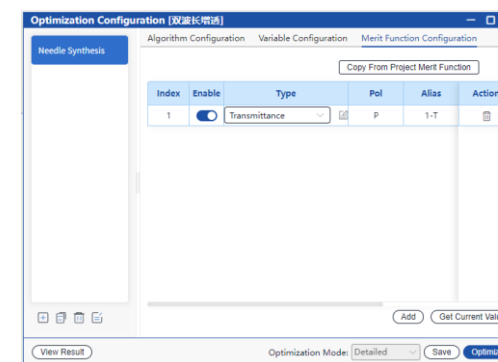 Optimization Configuration [双波长增透]
Needle Synthesis
Algorithm Configuration Variable Configuration Merit Function Configuration
Copy From Project Merit Function
Index Enable Type Pol Alias Action
1 Transmittance P 1-T
Add Get Current Valu
View Result Optimization Mode: Detailed Save Optimiz